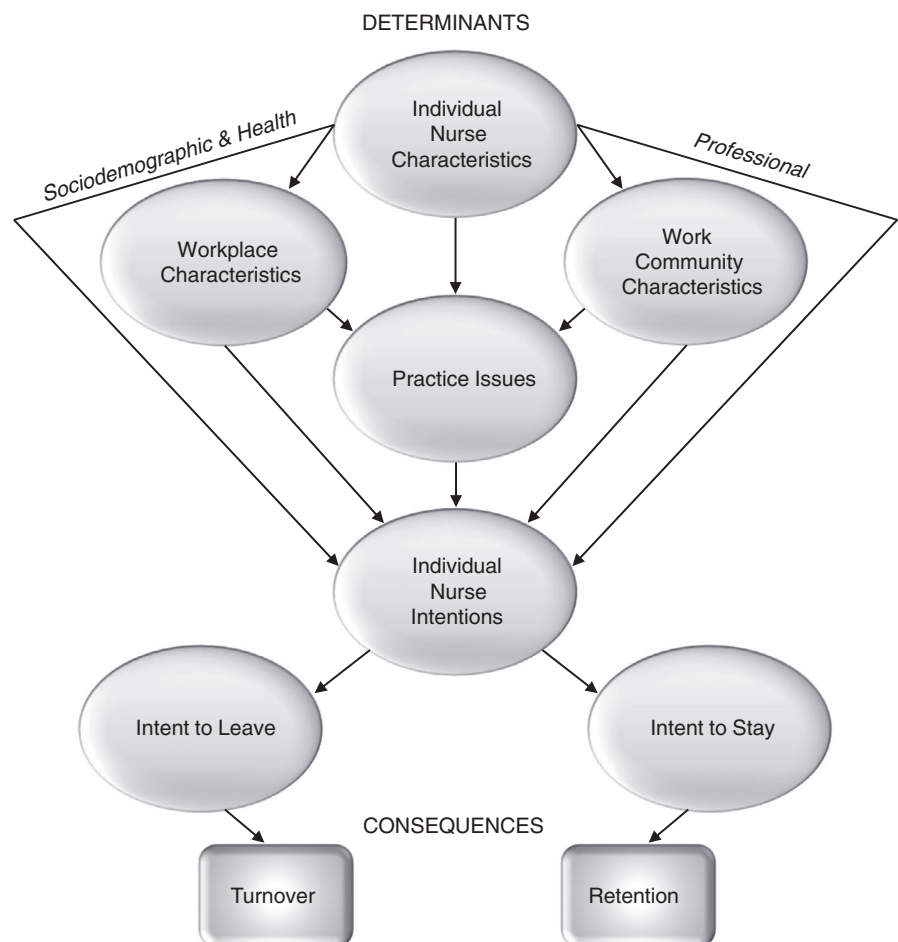 DETERMINANTS
Individual
Nurse
Characteristics
Sociodemographic & Health
Professional
Workplace
Characteristics
Work
Community
Characteristics
Practice Issues
Individual
Nurse
Intentions
Intent to Leave
Intent to Stay
CONSEQUENCES
Turnover
Retention